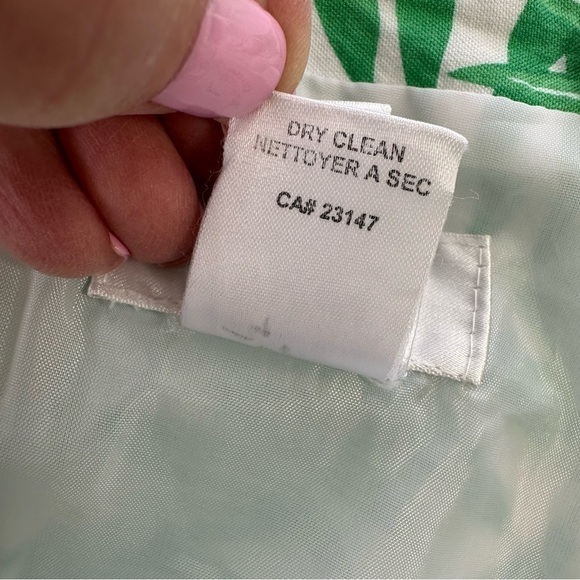 DRY CLEAN
NETTOYER A SEC
CA# 23147